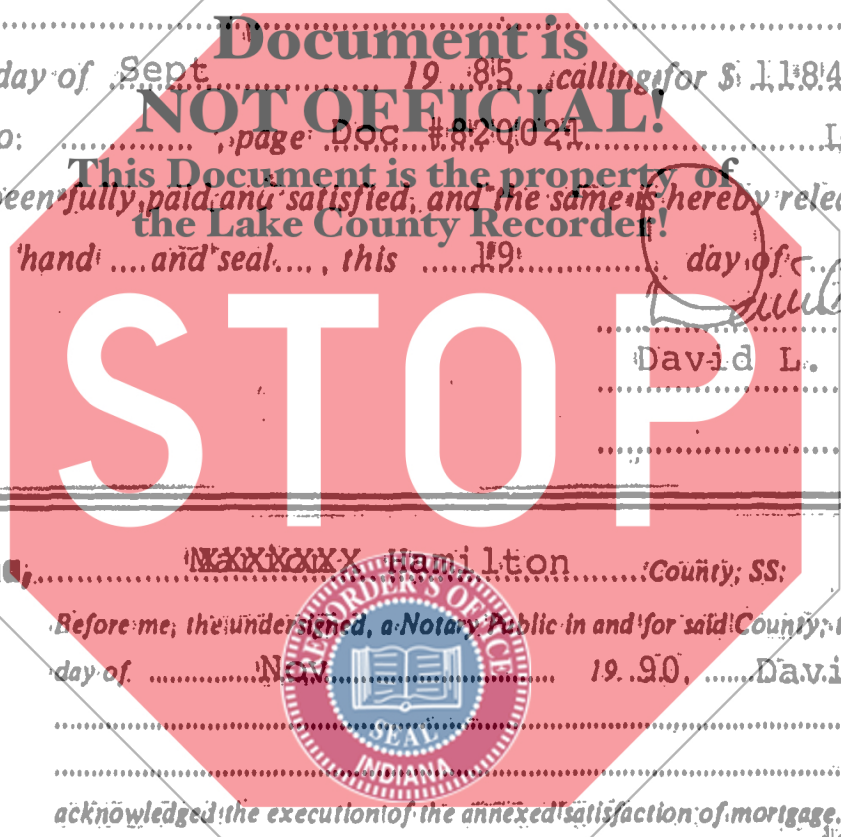 Document is
day of Sept 19 85 calling for $ 1184
NOT OFFICIAL!
page Doc #820021
This Document is the property of
been fully paid and satisfied, and the same is hereby relea
the Lake County Recorder!
hand and seal , this 19 day of
STOP
David L.
Hamilton County, SS:
RECORDER'S OFFICE
Before me, the undersigned, a Notary Public in and for said County, t
day of Nov 19 90, Davi
SEAL
INDIANA
acknowledged the execution of the annexed satisfaction of mortgage.